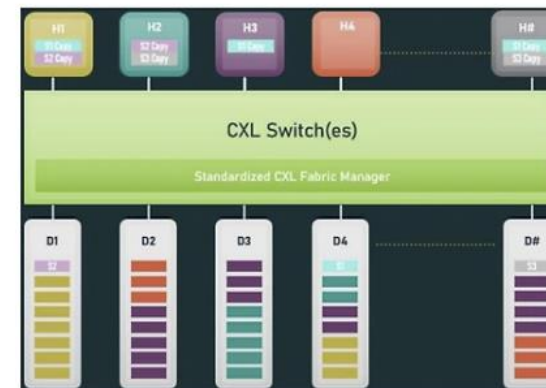 H1
S1 Copy
S2 Copy
H2
S2 Copy
S3 Copy
H3
S1 Copy
H4
H#
S1 Copy
S3 Copy
CXL Switch(es)
Standardized CXL Fabric Manager
D1
S2
D2
D3
D4
S1
D#
S3